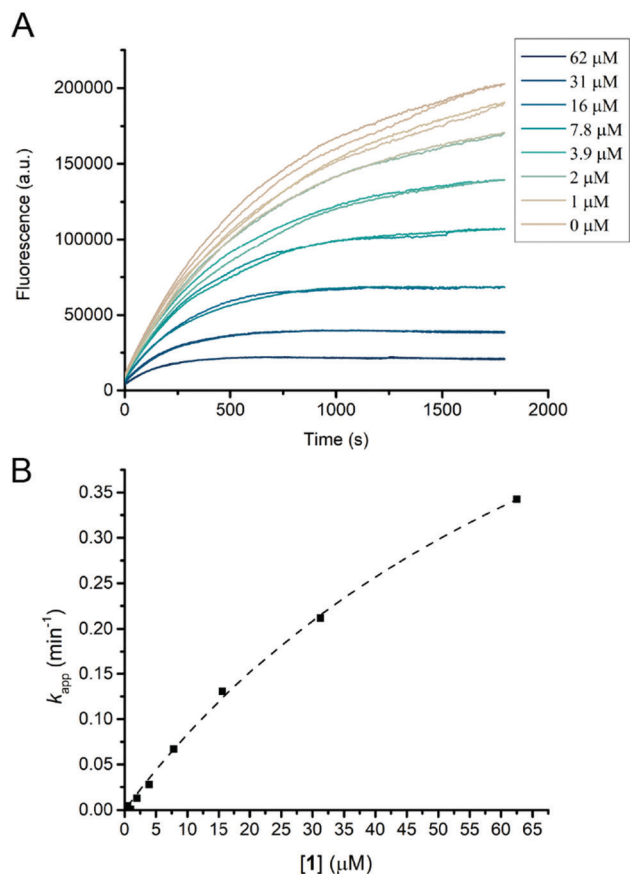 A
Fluorescence (a.u.)
200000
150000
100000
50000
0
0 500 1000 1500 2000
Time (s)
62 μM
31 μM
16 μM
7.8 μM
3.9 μM
2 μM
1 μM
0 μM
B
k_app (min⁻¹)
0.35
0.30
0.25
0.20
0.15
0.10
0.05
0.00
0 5 10 15 20 25 30 35 40 45 50 55 60 65
[1] (μM)